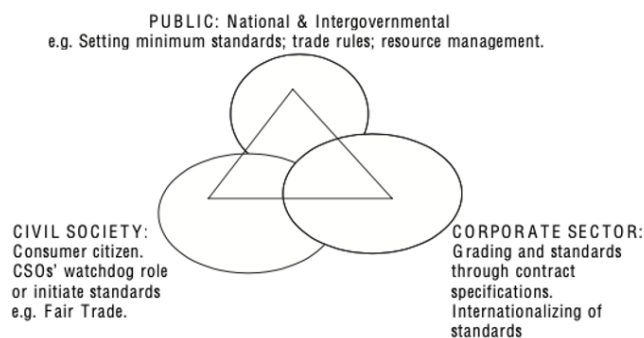 PUBLIC: National & Intergovernmental
e.g. Setting minimum standards; trade rules; resource management.
CIVIL SOCIETY:
Consumer citizen.
CSOs' watchdog role
or initiate standards
e.g. Fair Trade.
CORPORATE SECTOR:
Grading and standards
through contract
specifications.
Internationalizing of
standards